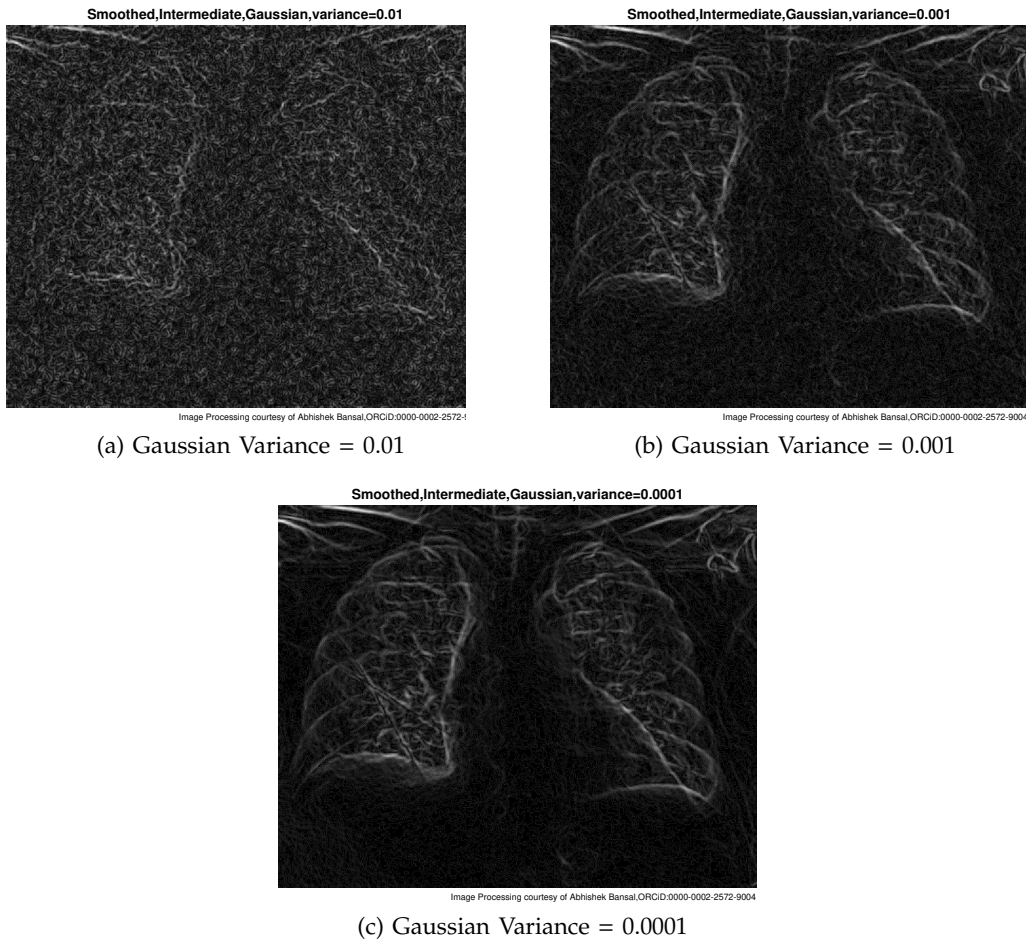 Smoothed,Intermediate,Gaussian,variance=0.01
Smoothed,Intermediate,Gaussian,variance=0.001
Image Processing courtesy of Abhishek Bansal,ORCiD:0000-0002-2572-9
Image Processing courtesy of Abhishek Bansal,ORCiD:0000-0002-2572-9004
(a) Gaussian Variance = 0.01
(b) Gaussian Variance = 0.001
Smoothed,Intermediate,Gaussian,variance=0.0001
Image Processing courtesy of Abhishek Bansal,ORCiD:0000-0002-2572-9004
(c) Gaussian Variance = 0.0001